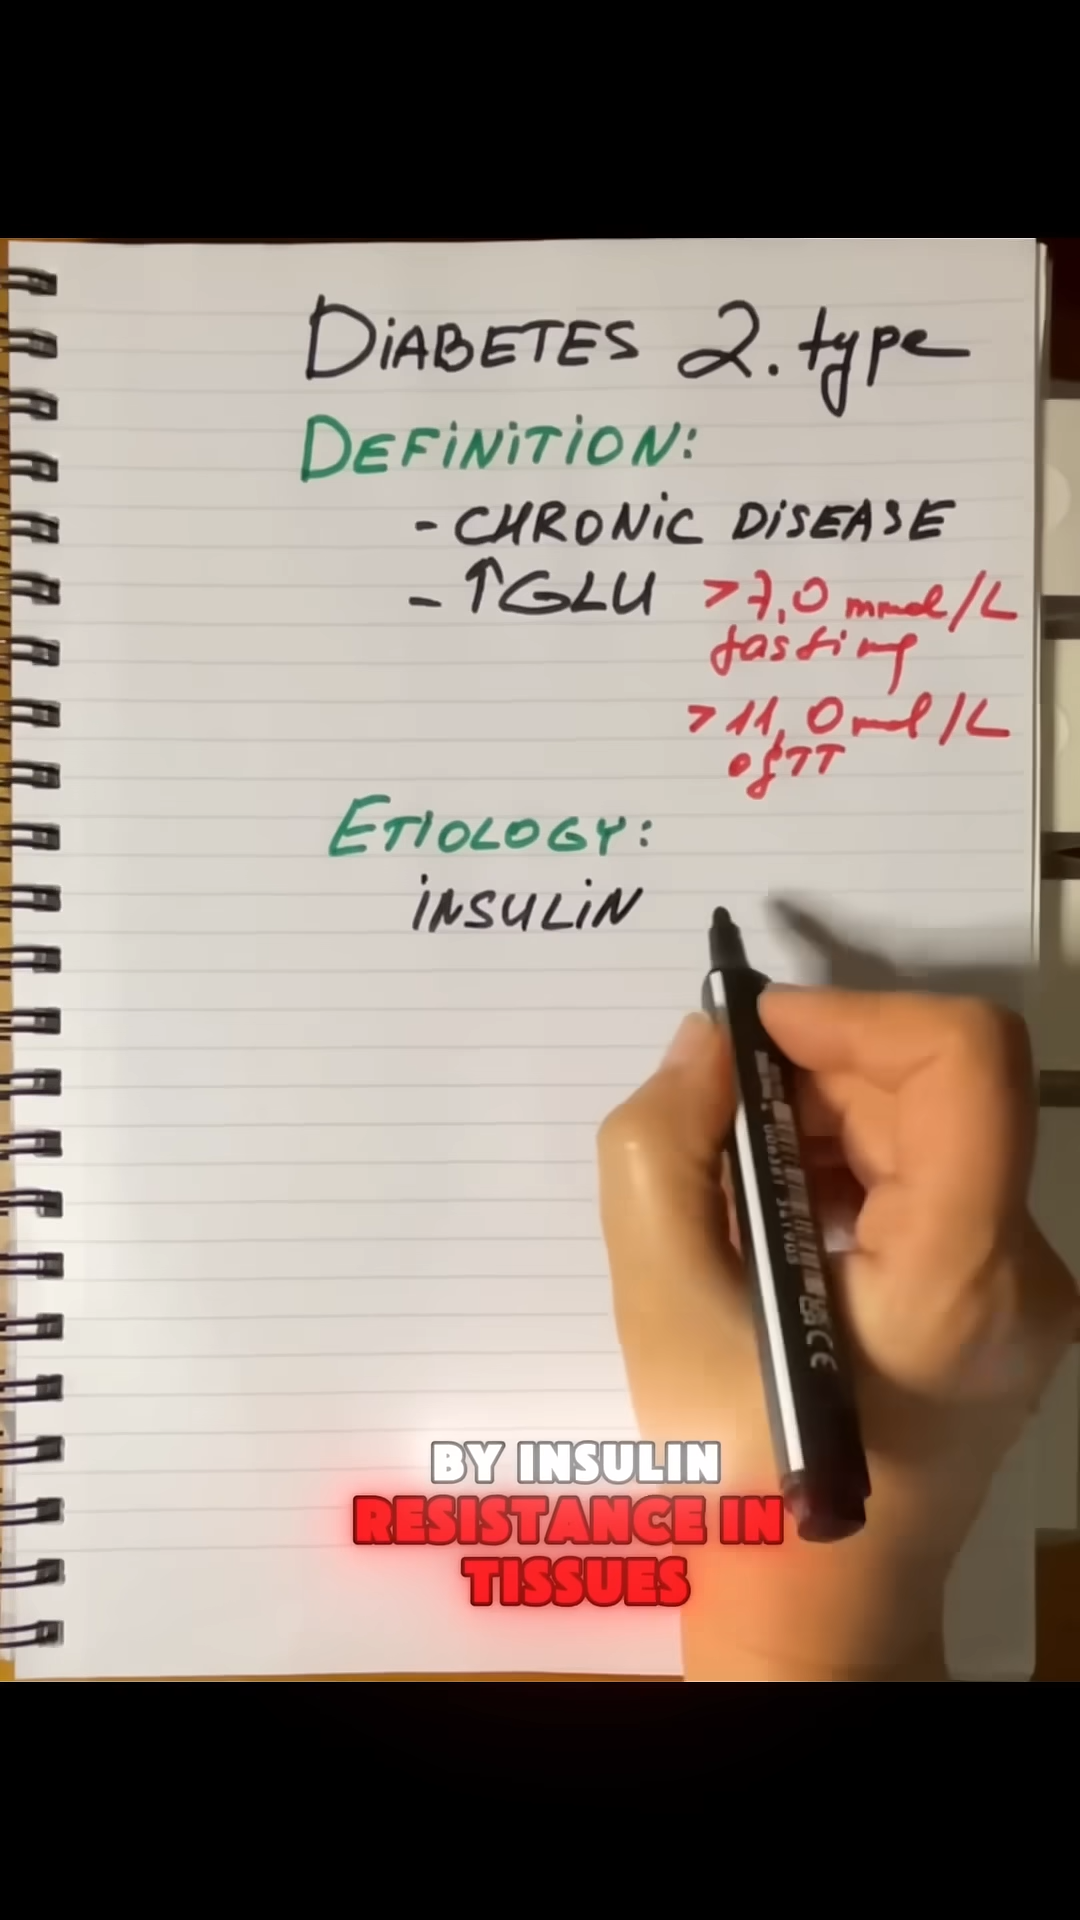 DiABETES 2. type
DEFiNiTiON:
- CHRONiC DiSEASE
- ↑GLU >7,0 mmol/L
fasting
>11,0 mol/L
ogTT
ETIOLOGY:
iNSULiN
BY INSULIN
RESISTANCE IN
TISSUES